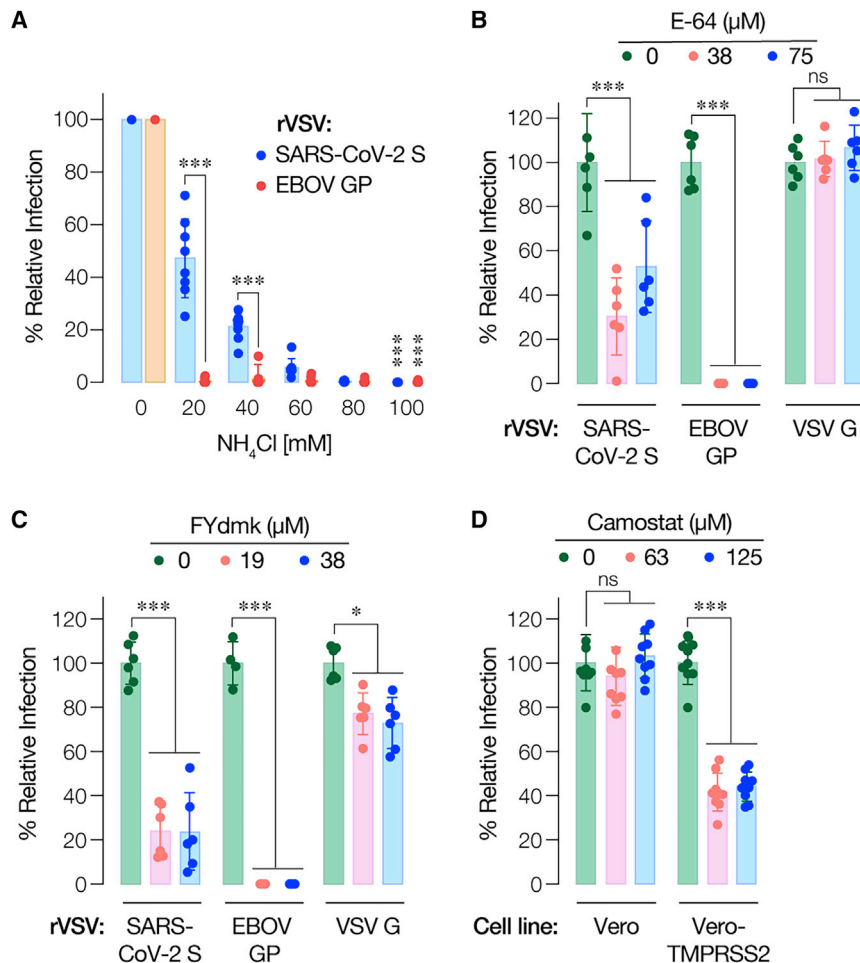 A
% Relative Infection
100
80
60
40
20
0
rVSV:
SARS-CoV-2 S
EBOV GP
***
***
***
***
0 20 40 60 80 100
NH4Cl [mM]
B
E-64 (μM)
0 38 75
% Relative Infection
120
100
80
60
40
20
0
***
***
ns
rVSV: SARS-CoV-2 S EBOV GP VSV G
C
FYdmk (µM)
0 19 38
% Relative Infection
120
100
80
60
40
20
0
***
***
*
rVSV: SARS-CoV-2 S EBOV GP VSV G
D
Camostat (µM)
0 63 125
% Relative Infection
120
100
80
60
40
20
0
ns
***
Cell line: Vero Vero-TMPRSS2